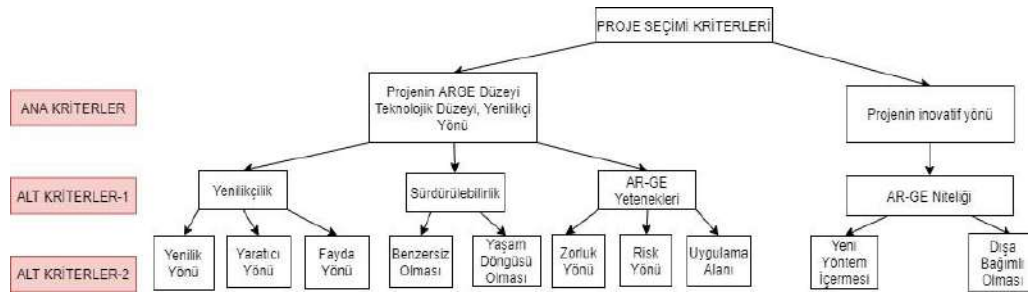 PROJE SEÇİMİ KRİTERLERİ
ANA KRİTERLER
Projenin ARGE Düzeyi
Teknolojik Düzeyi, Yenilikçi
Yönü
Projenin inovatif yönü
ALT KRİTERLER-1
Yenilikçilik
Sürdürülebilirlik
AR-GE
Yetenekleri
AR-GE Niteliği
ALT KRİTERLER-2
Yenilik
Yönü
Yaratıcı
Yönü
Fayda
Yönü
Benzersiz
Olması
Yaşam
Döngüsü
Olması
Zorluk
Yönü
Risk
Yönü
Uygulama
Alanı
Yeni
Yöntem
İçermesi
Dışa
Bağımlı
Olması